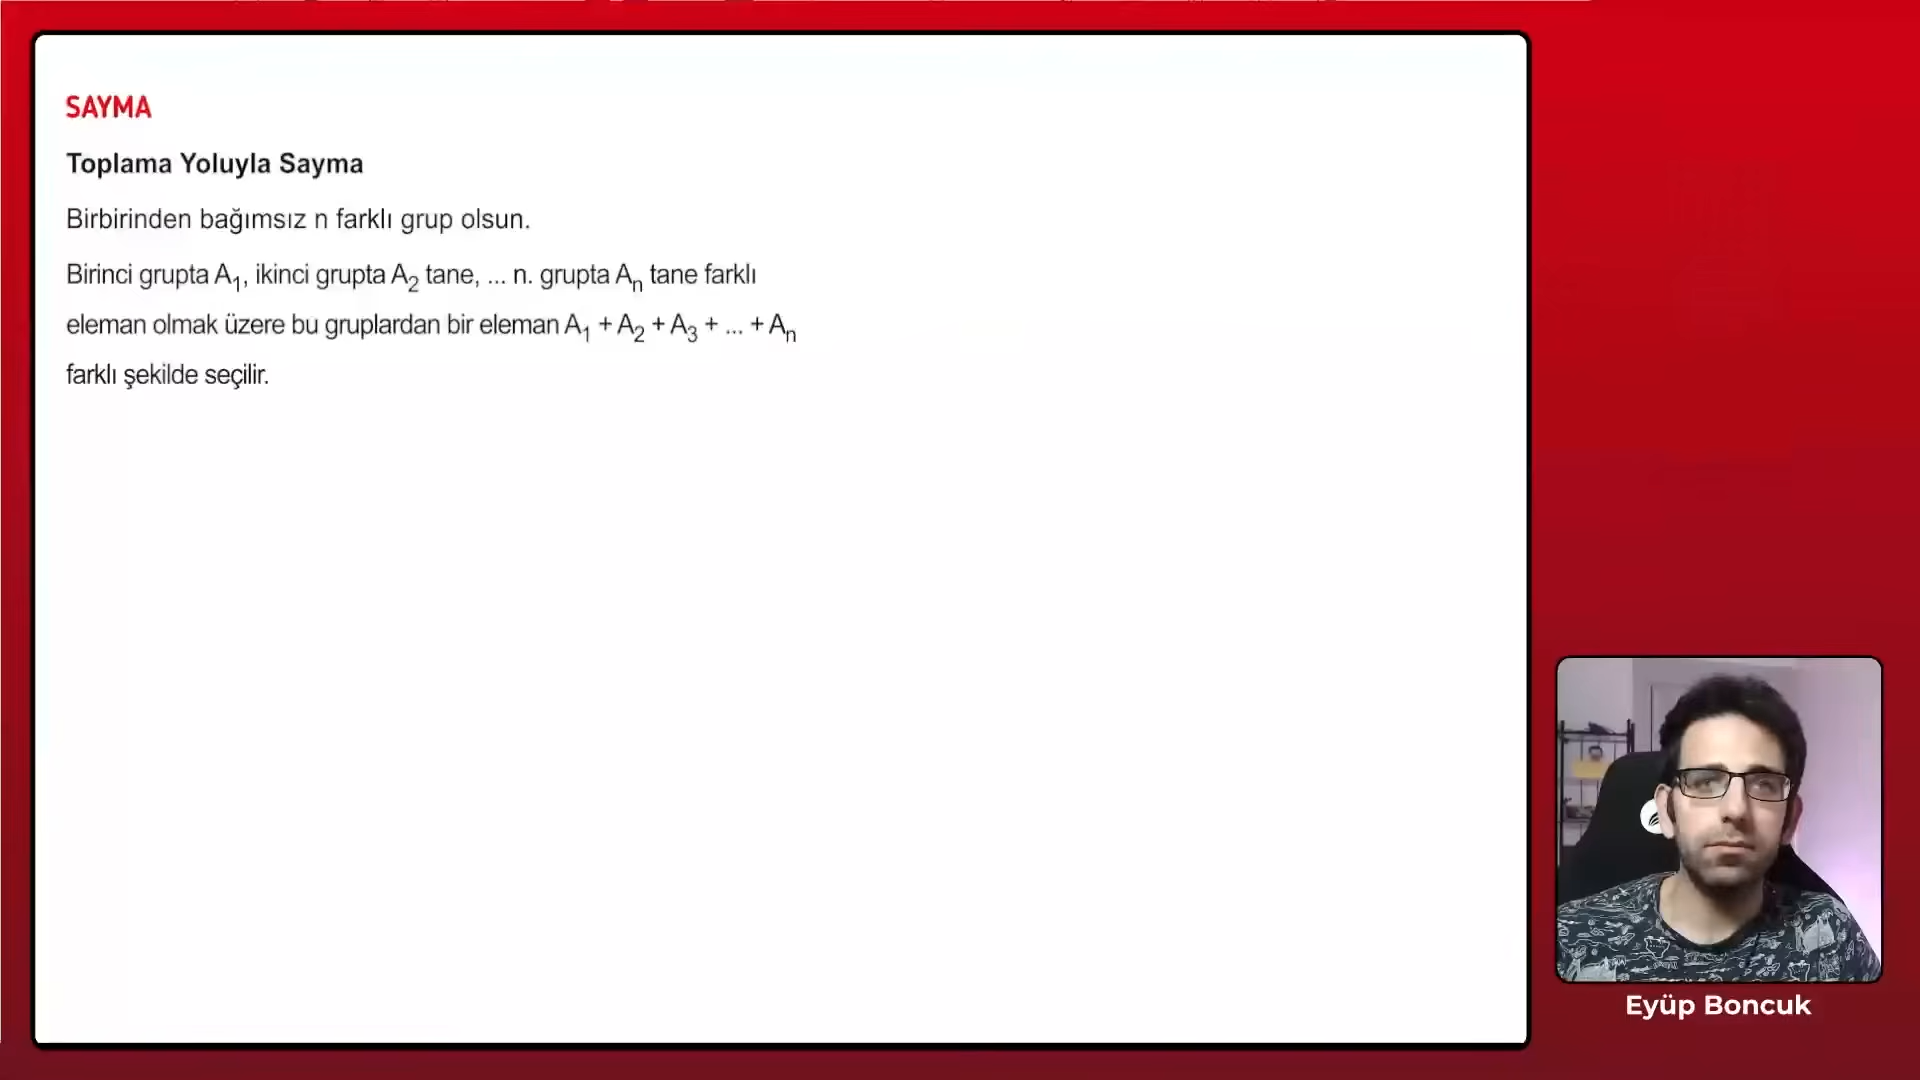 SAYMA
Toplama Yoluyla Sayma
Birbirinden bağımsız n farklı grup olsun.
Birinci grupta A₁, ikinci grupta A₂ tane, ... n. grupta Aₙ tane farklı
eleman olmak üzere bu gruplardan bir eleman A₁ + A₂ + A₃ + ... + Aₙ
farklı şekilde seçilir.
Eyüp Boncuk